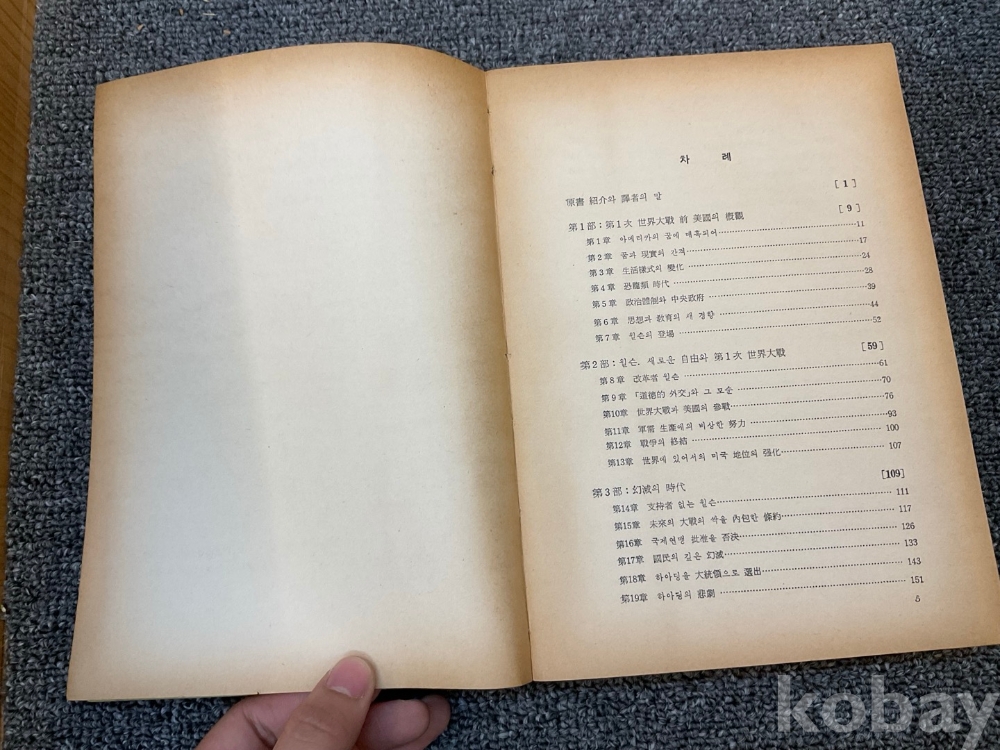 차 례
原書 紹介와 譯者의 말 [ 1 ]
第1部 : 第1次 世界大戰 前 美國의 槪觀 [ 9 ]
第1章 아메리카의 꿈에 매혹되어 11
第2章 꿈과 現實의 간격 17
第3章 生活樣式의 變化 24
第4章 恐龍類 時代 28
第5章 政治體制와 中央政府 39
第6章 思想과 敎育의 새 경향 44
第7章 윌슨의 登場 52
第2部 : 윌슨, 새로운 自由와 第1次 世界大戰 [59]
第8章 改革者 윌슨 61
第9章 「道德的 外交」와 그 모순 70
第10章 世界大戰과 美國의 參戰 76
第11章 軍需 生產에의 비상한 努力 93
第12章 戰爭의 終結 100
第13章 世界에 있어서의 미국 地位의 强化 107
第3部 : 幻滅의 時代 [109]
第14章 支持者 없는 윌슨 111
第15章 未來의 大戰의 싹을 內包한 條約 117
第16章 국제연맹 批准을 否決 126
第17章 國民의 깊은 幻滅 133
第18章 하아딩을 大統領으로 選出 143
第19章 하아딩의 悲劇 151
kobay